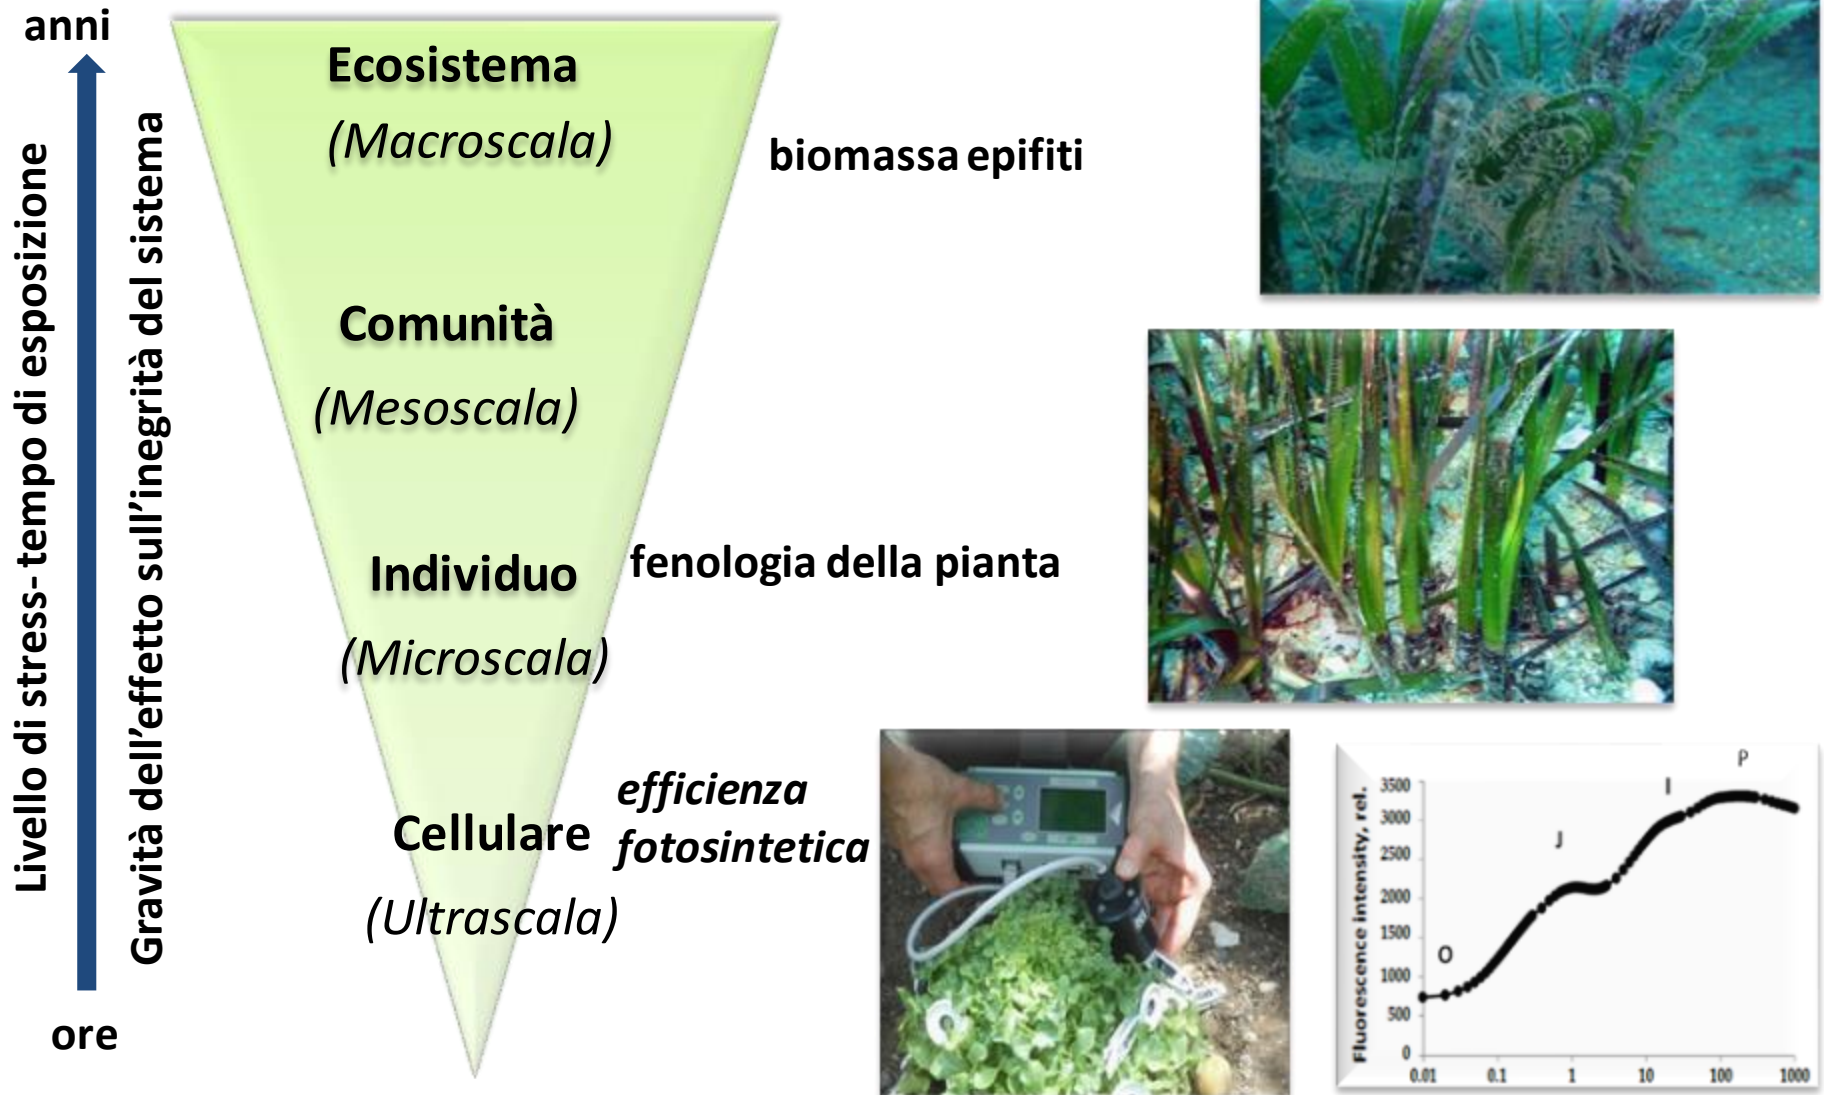 anni
Livello di stress- tempo di esposizione
Gravità dell'effetto sull'inegrità del sistema
ore
Ecosistema
(Macroscala)
biomassa epifiti
Comunità
(Mesoscala)
Individuo
(Microscala)
fenologia della pianta
Cellulare
(Ultrascala)
efficienza
fotosintetica
Fluorescence intensity, rel.
3500
3000
2500
2000
1500
1000
500
0
O
J
I
P
0.01 0.1 1 10 100 1000